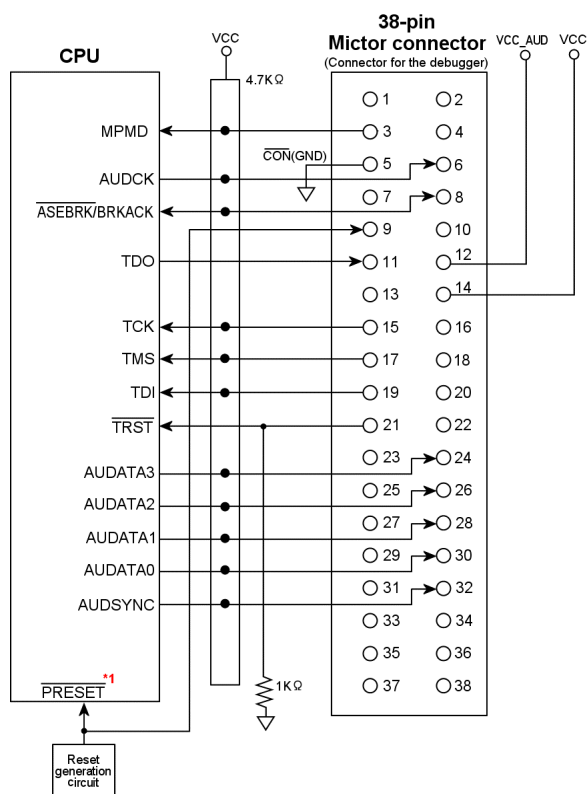 38-pin
Mictor connector
(Connector for the debugger)
VCC_AUD
VCC
CPU
VCC
4.7KΩ
1
2
MPMD
3
4
CON(GND)
5
6
AUDCK
7
8
ASEBRK/BRKACK
9
10
TDO
11
12
13
14
TCK
15
16
TMS
17
18
TDI
19
20
TRST
21
22
23
24
AUDATA3
25
26
AUDATA2
27
28
AUDATA1
29
30
AUDATA0
31
32
AUDSYNC
33
34
35
36
PRESET *1
1KΩ
37
38
Reset
generation
circuit